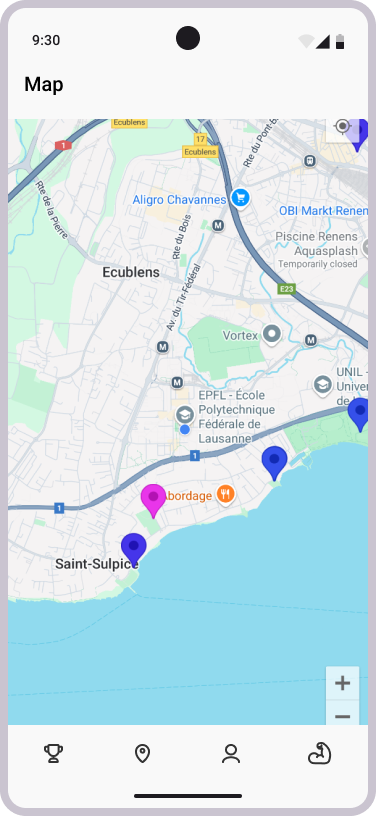 9:30
Map
Ecublens
1
17
Ecublens
Rte du Pont-B
Aligro Chavannes
M
OBI Markt Renen
Rte de la Pierre
Rte du Bois
Piscine Renens
Aquasplash
Temporarily closed
Ecublens
Av. du Tir-Fédéral
E23
Vortex
M
M
M
UNIL -
Univer
de l
EPFL - École
Polytechnique
Fédérale de
Lausanne
1
1
Abordage
Saint-Sulpice
+
−